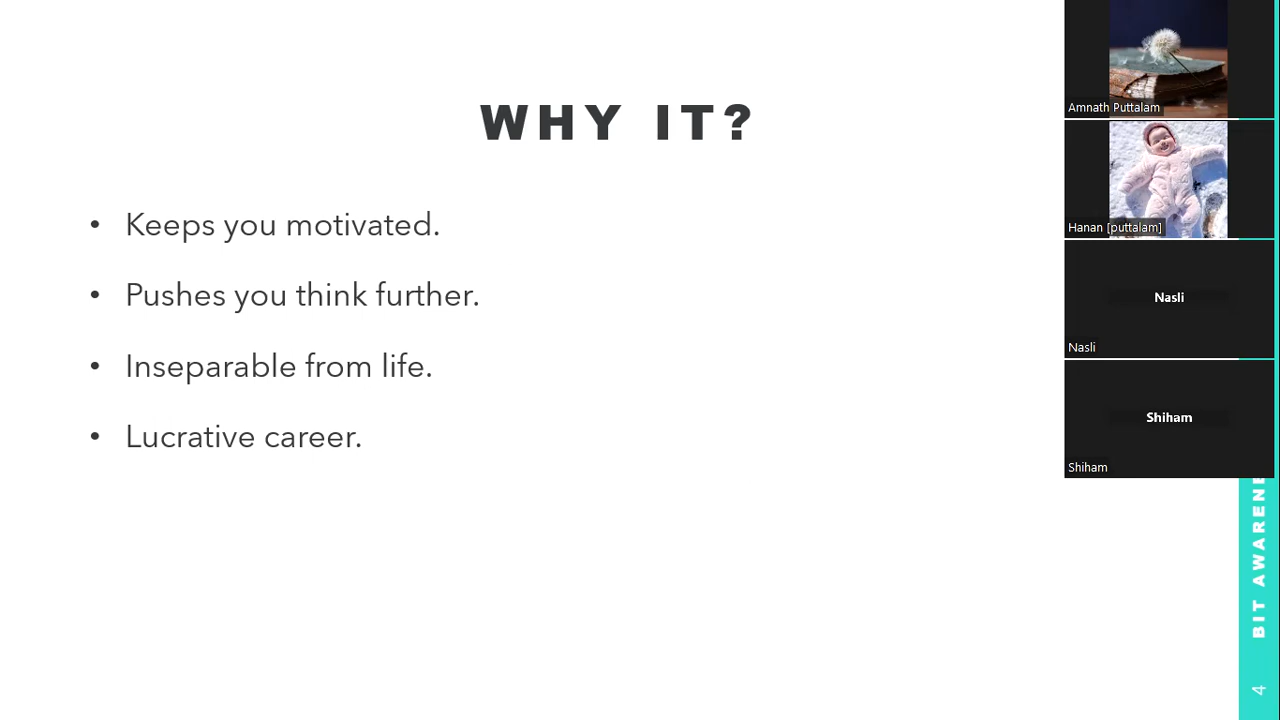 WHY IT?
• Keeps you motivated.
• Pushes you think further.
• Inseparable from life.
• Lucrative career.
Amnath Puttalam
Hanan [puttalam]
Nasli
Nasli
Shiham
Shiham
BIT
4